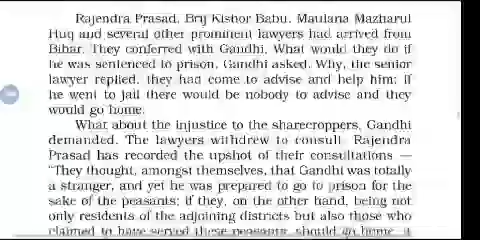 Rajendra Prasad, Brij Kishor Babu, Maulana Mazharul
Huq and several other prominent lawyers had arrived from
Bihar. They conferred with Gandhi. What would they do if
he was sentenced to prison, Gandhi asked. Why, the senior
lawyer replied, they had come to advise and help him; if
he went to jail there would be nobody to advise and they
would go home.
What about the injustice to the sharecroppers, Gandhi
demanded. The lawyers withdrew to consult. Rajendra
Prasad has recorded the upshot of their consultations —
“They thought, amongst themselves, that Gandhi was totally
a stranger, and yet he was prepared to go to prison for the
sake of the peasants; if they, on the other hand, being not
only residents of the adjoining districts but also those who
claimed to have served these peasants, should go home, it